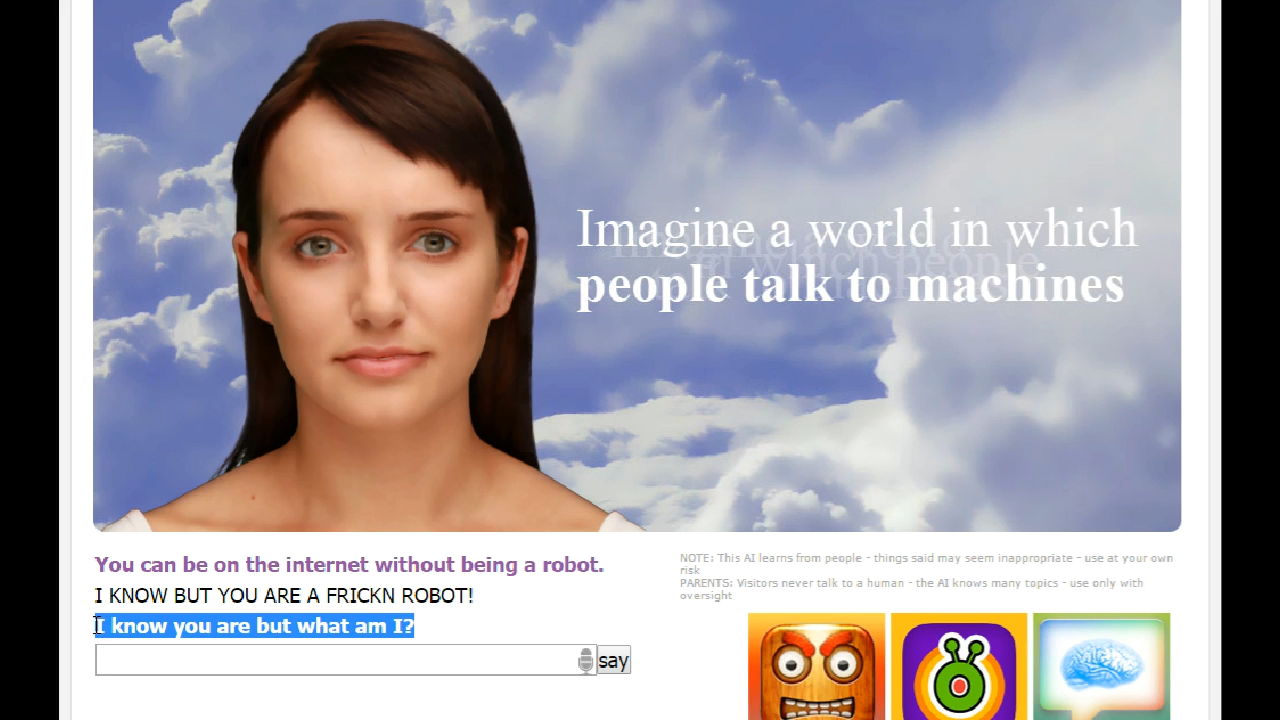 Imagine a world in which
people talk to machines
You can be on the internet without being a robot.
I KNOW BUT YOU ARE A FRICKN ROBOT!
I know you are but what am I?
say
NOTE: This AI learns from people - things said may seem inappropriate - use at your own
risk
PARENTS: Visitors never talk to a human - the AI knows many topics - use only with
oversight